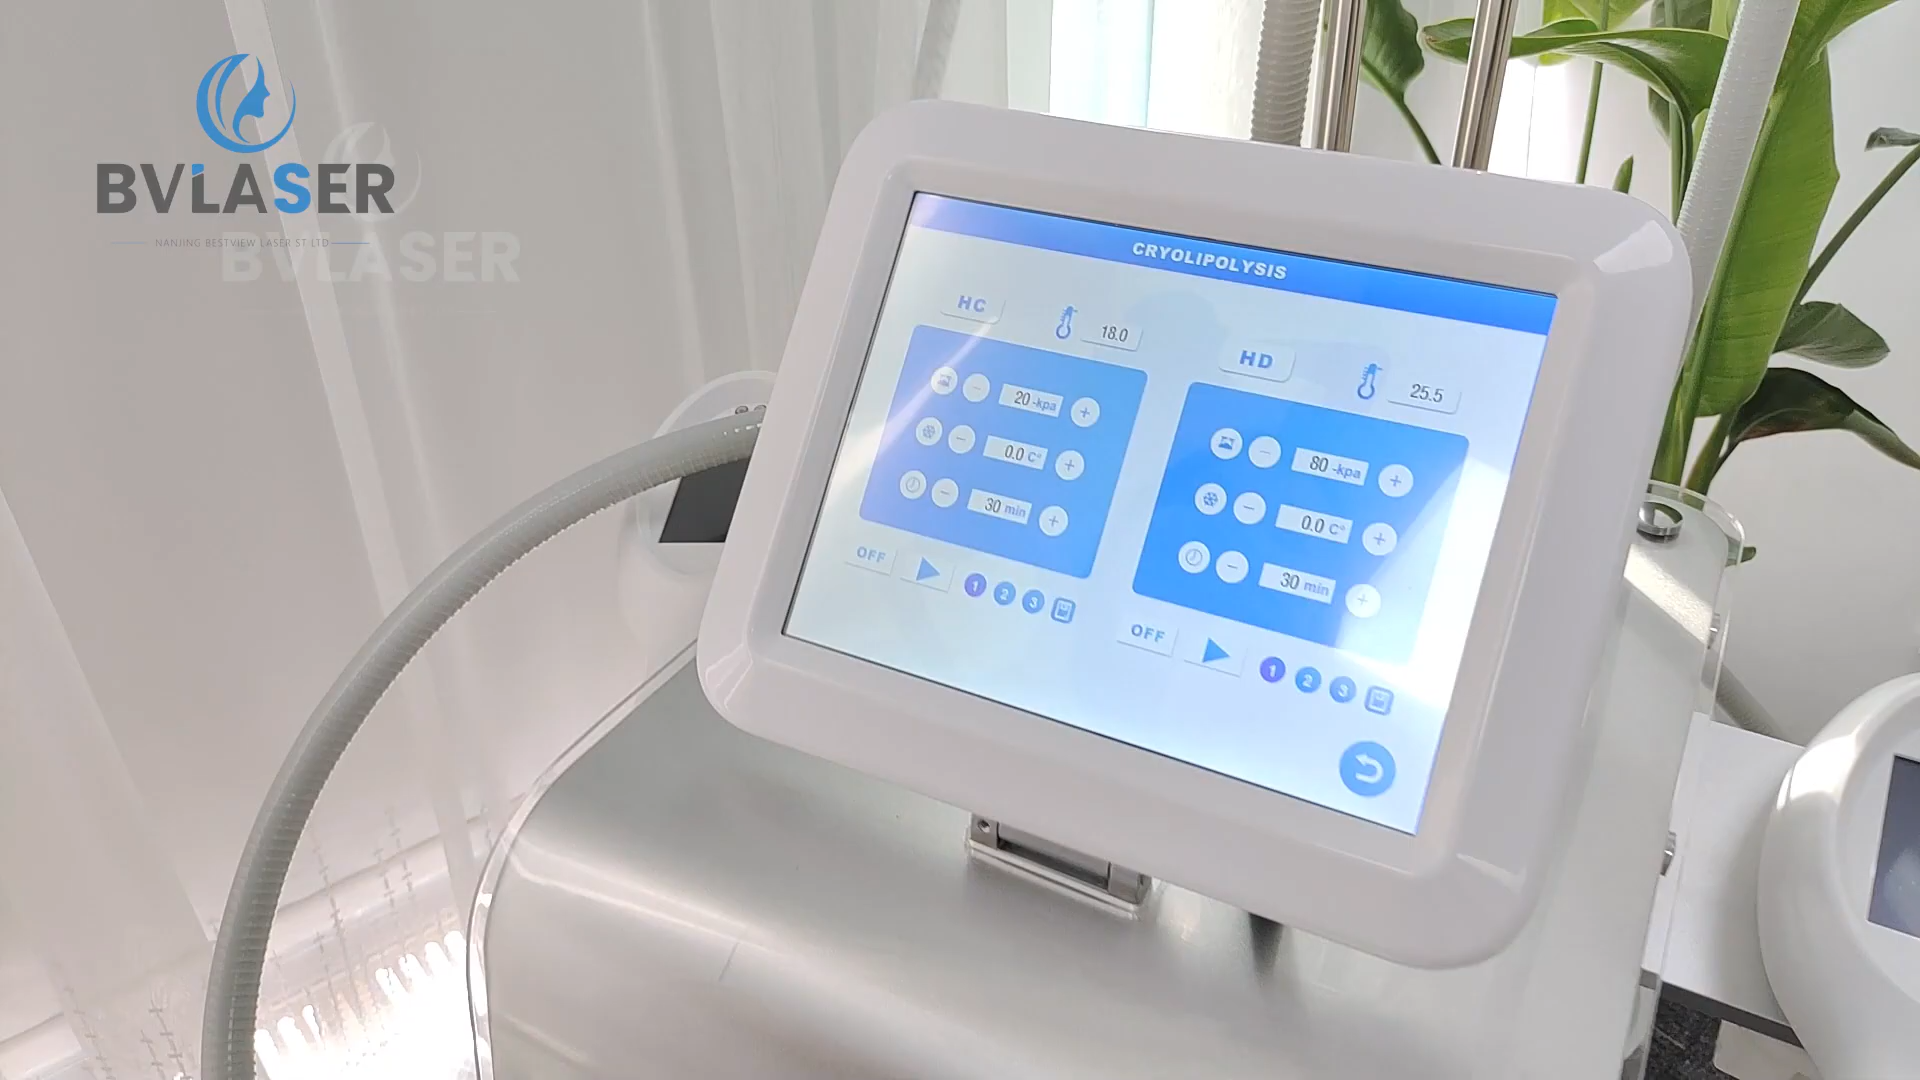 BVLASER
NANJING BESTVIEW LASER ST LTD
BVLASER
CRYOLIPOLYSIS
HC
18.0
20 -kpa
0.0 C°
30 min
OFF
1 2 3
HD
25.5
80 -kpa
0.0 C°
30 min
OFF
1 2 3